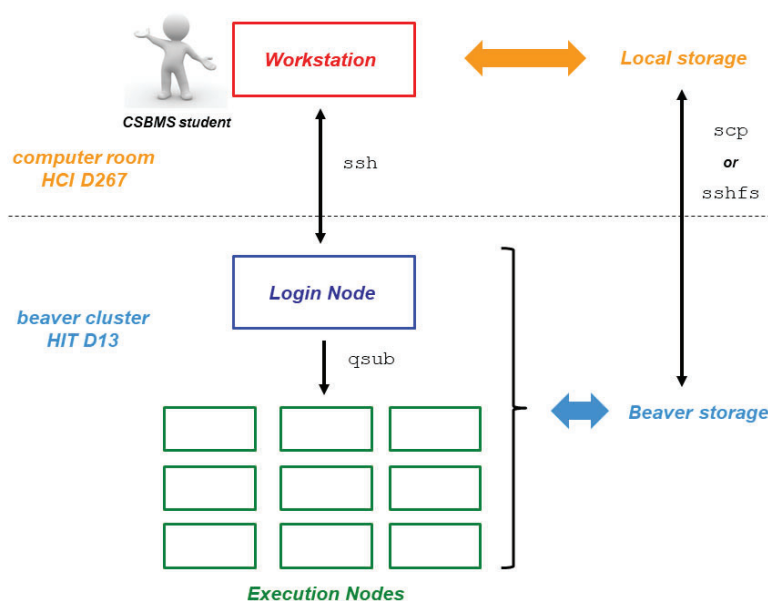 Workstation
Local storage
CSBMS student
scp
or
sshfs
ssh
computer room
HCI D267
Login Node
beaver cluster
HIT D13
qsub
Beaver storage
Execution Nodes